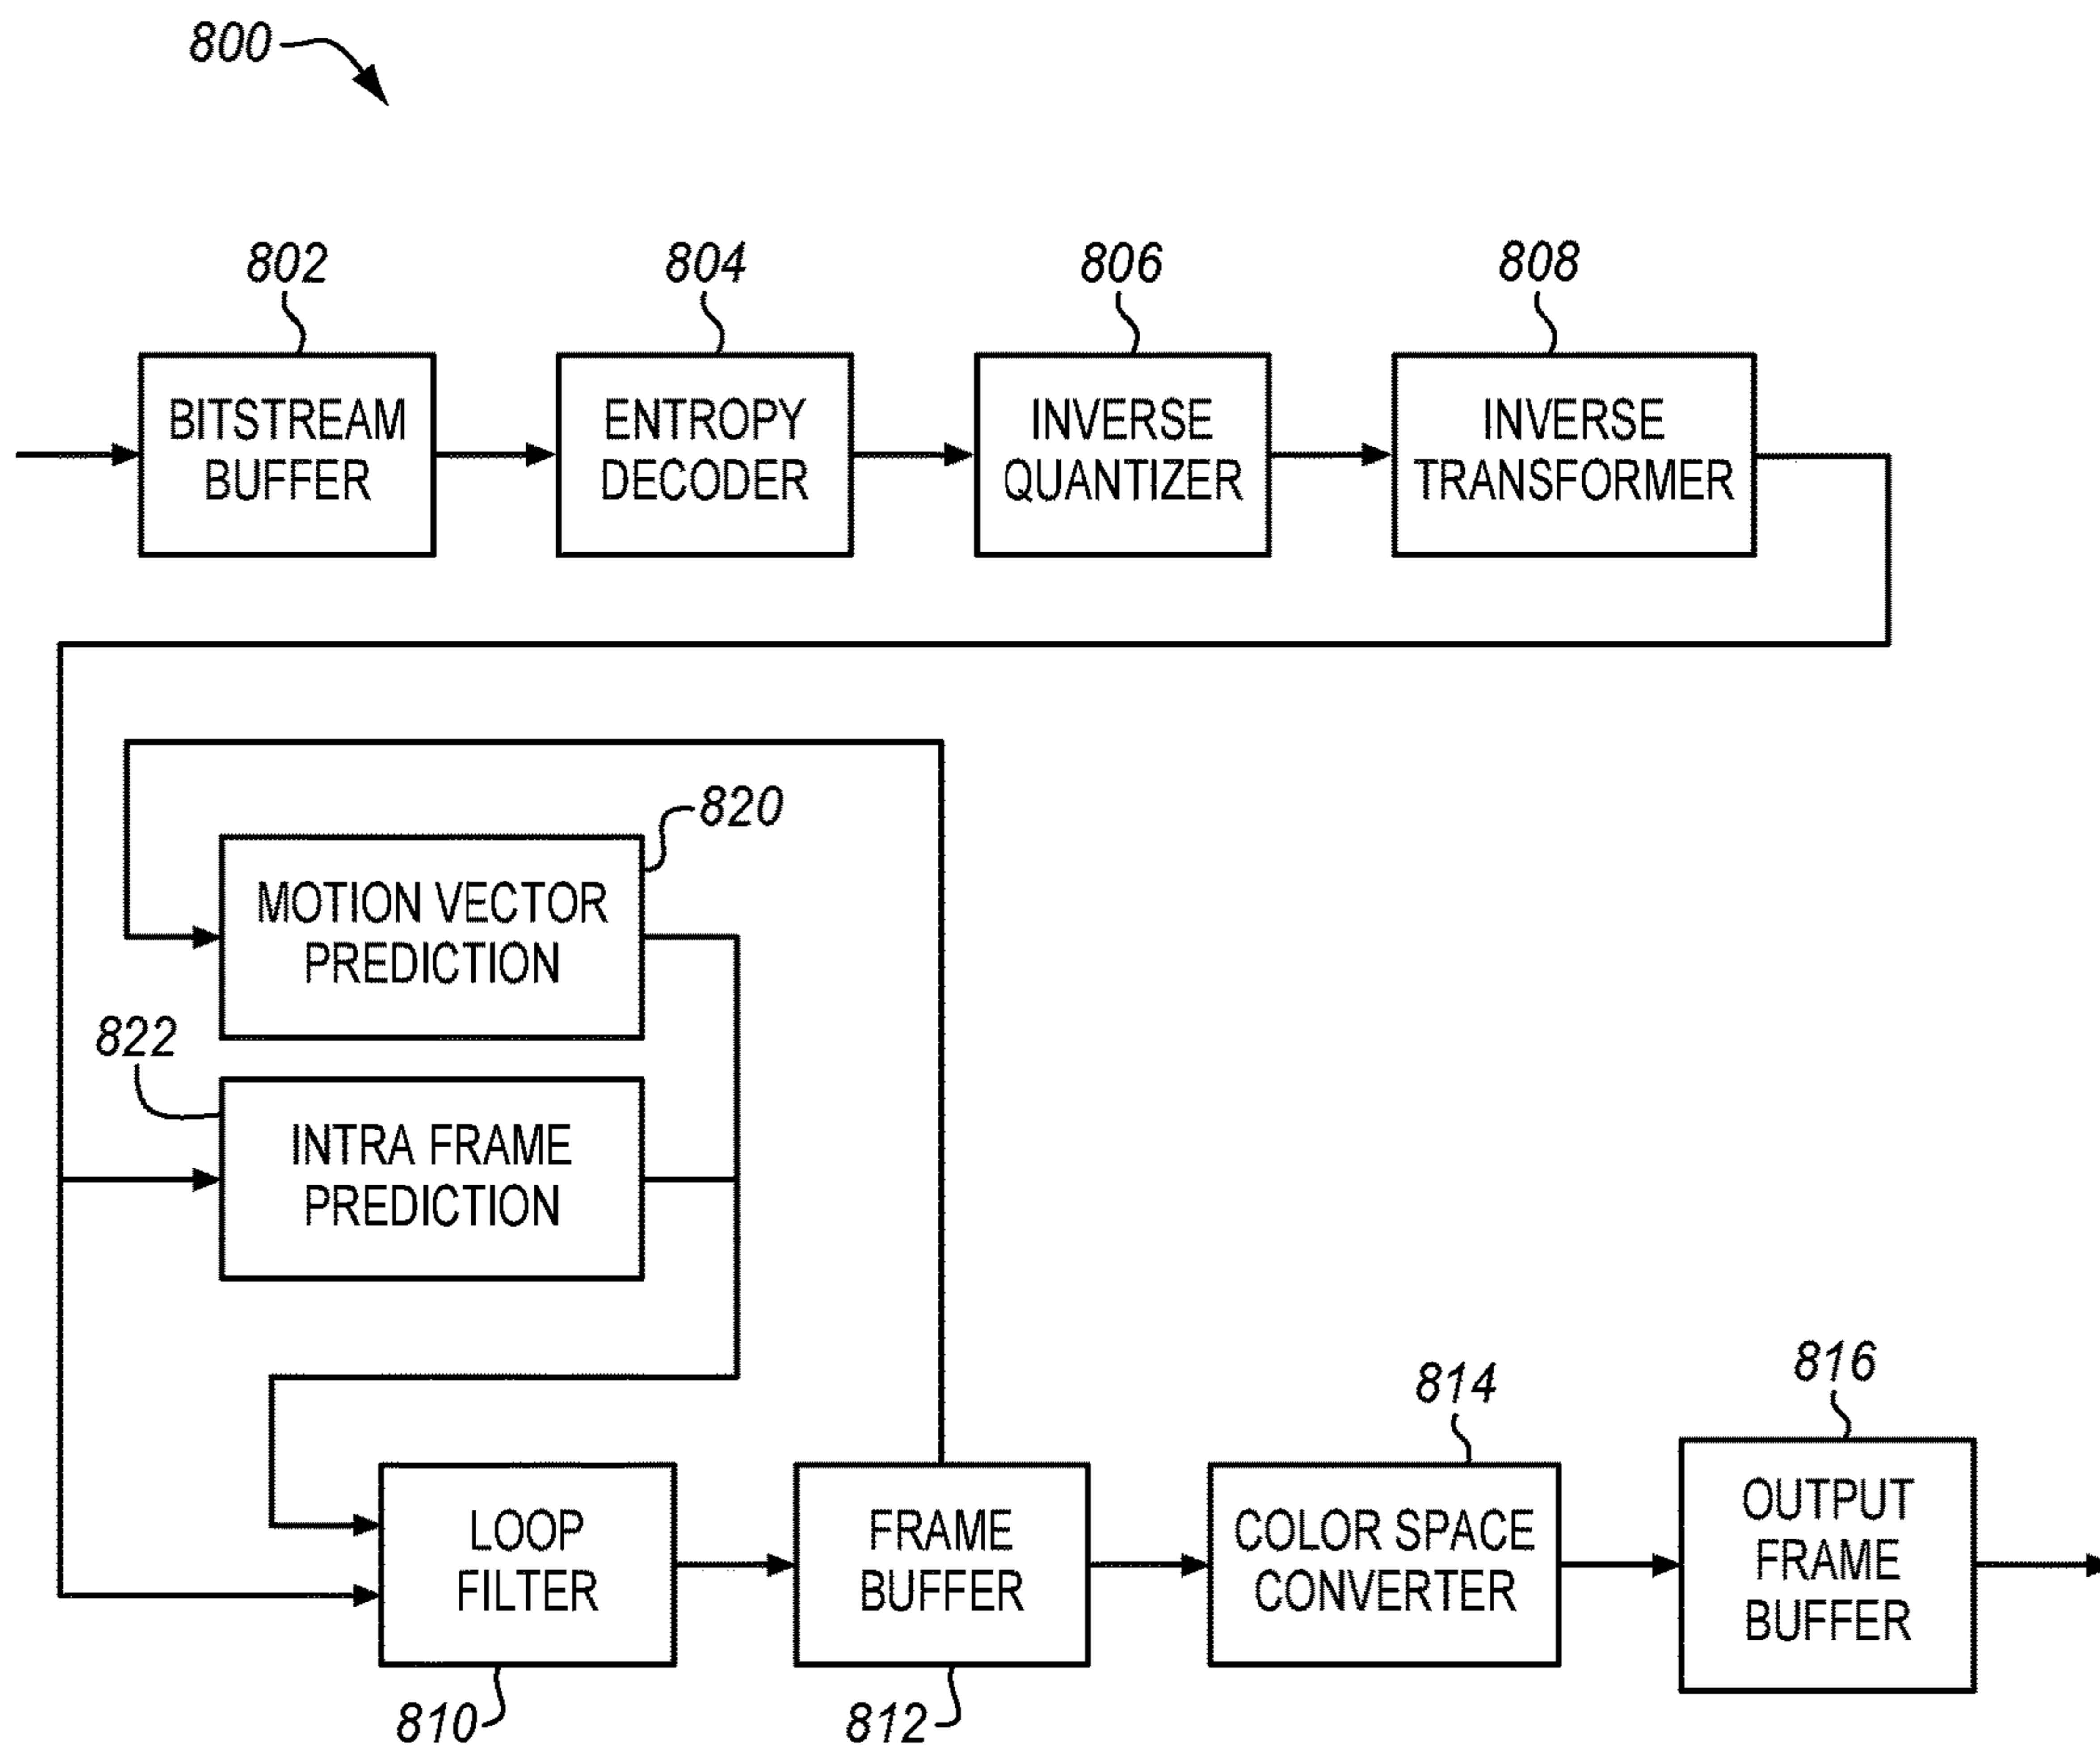 800
802
804
806
808
BITSTREAM
BUFFER
ENTROPY
DECODER
INVERSE
QUANTIZER
INVERSE
TRANSFORMER
820
MOTION VECTOR
PREDICTION
822
INTRA FRAME
PREDICTION
814
816
LOOP
FILTER
FRAME
BUFFER
COLOR SPACE
CONVERTER
OUTPUT
FRAME
BUFFER
810
812